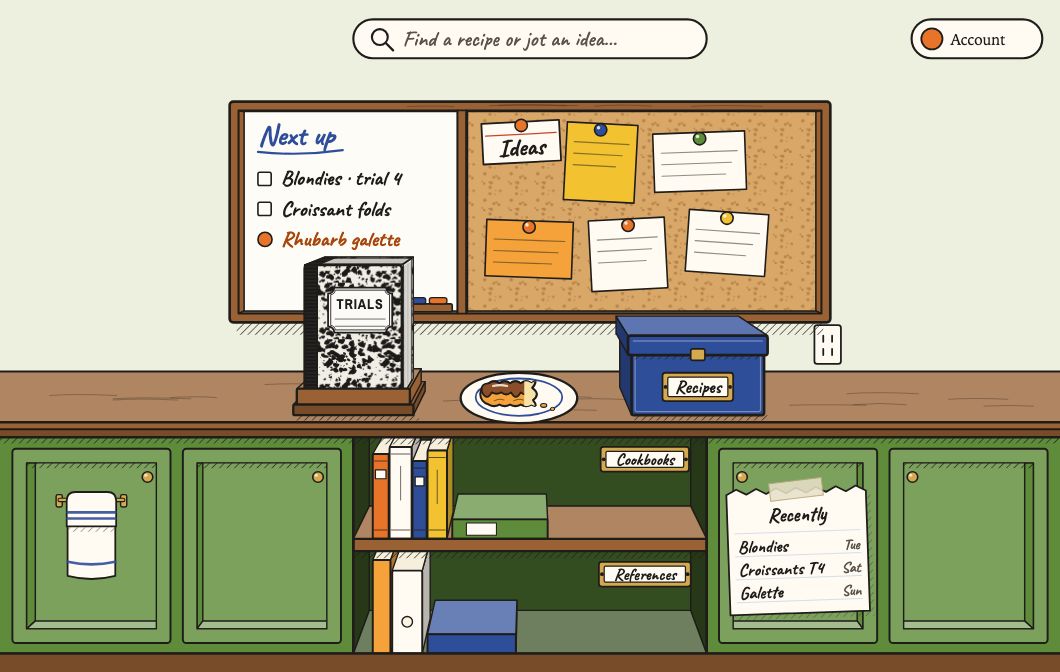 Find a recipe or jot an idea...
Account
Next up
Blondies · trial 4
Croissant folds
Rhubarb galette
Ideas
TRIALS
Recipes
Cookbooks
References
Recently
Blondies Tue
Croissants T4 Sat
Galette Sun